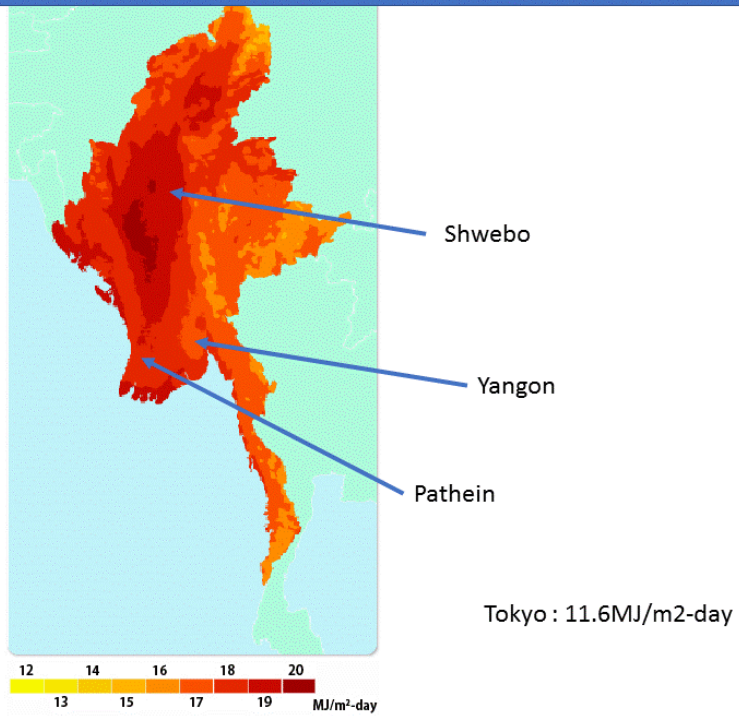 Shwebo
Yangon
Pathein
Tokyo : 11.6MJ/m2-day
12 14 16 18 20
13 15 17 19 MJ/m²-day